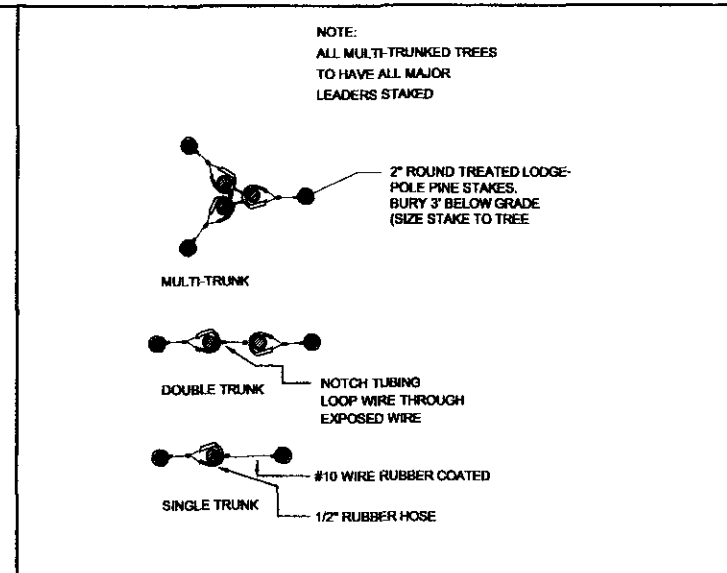 NOTE:
ALL MULTI-TRUNKED TREES
TO HAVE ALL MAJOR
LEADERS STAKED
2" ROUND TREATED LODGE-
POLE PINE STAKES.
BURY 3' BELOW GRADE
(SIZE STAKE TO TREE
MULTI-TRUNK
DOUBLE TRUNK
NOTCH TUBING
LOOP WIRE THROUGH
EXPOSED WIRE
#10 WIRE RUBBER COATED
SINGLE TRUNK
1/2" RUBBER HOSE